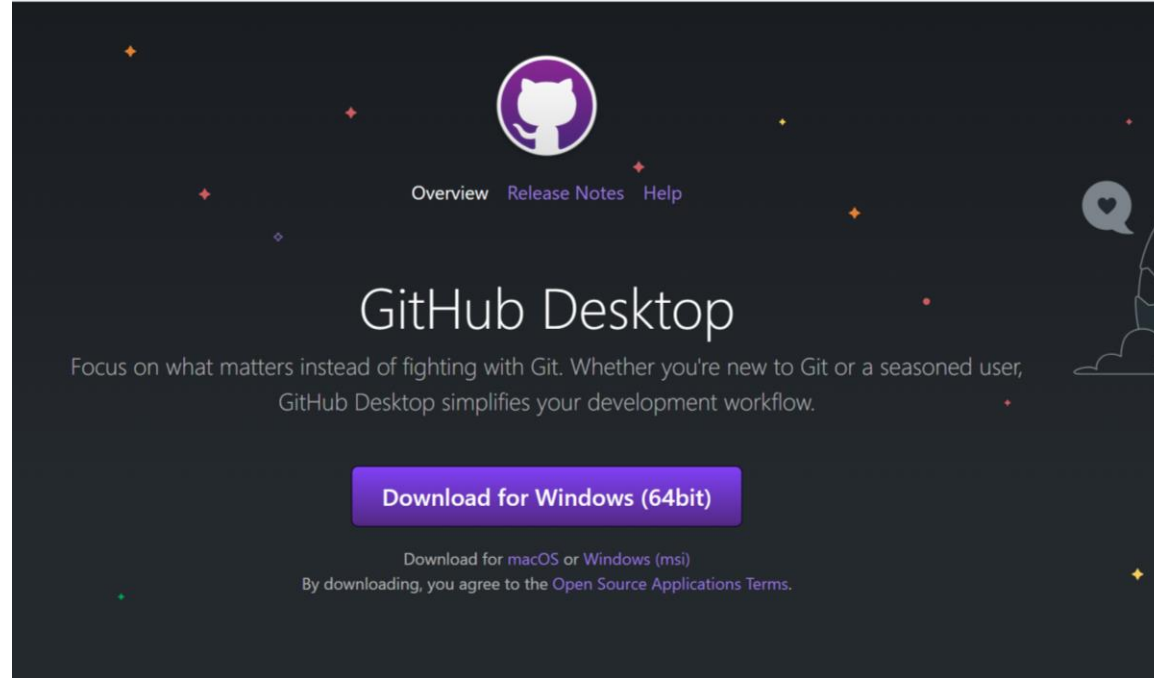 Overview Release Notes Help
GitHub Desktop
Focus on what matters instead of fighting with Git. Whether you're new to Git or a seasoned user,
GitHub Desktop simplifies your development workflow.
Download for Windows (64bit)
Download for macOS or Windows (msi)
By downloading, you agree to the Open Source Applications Terms.